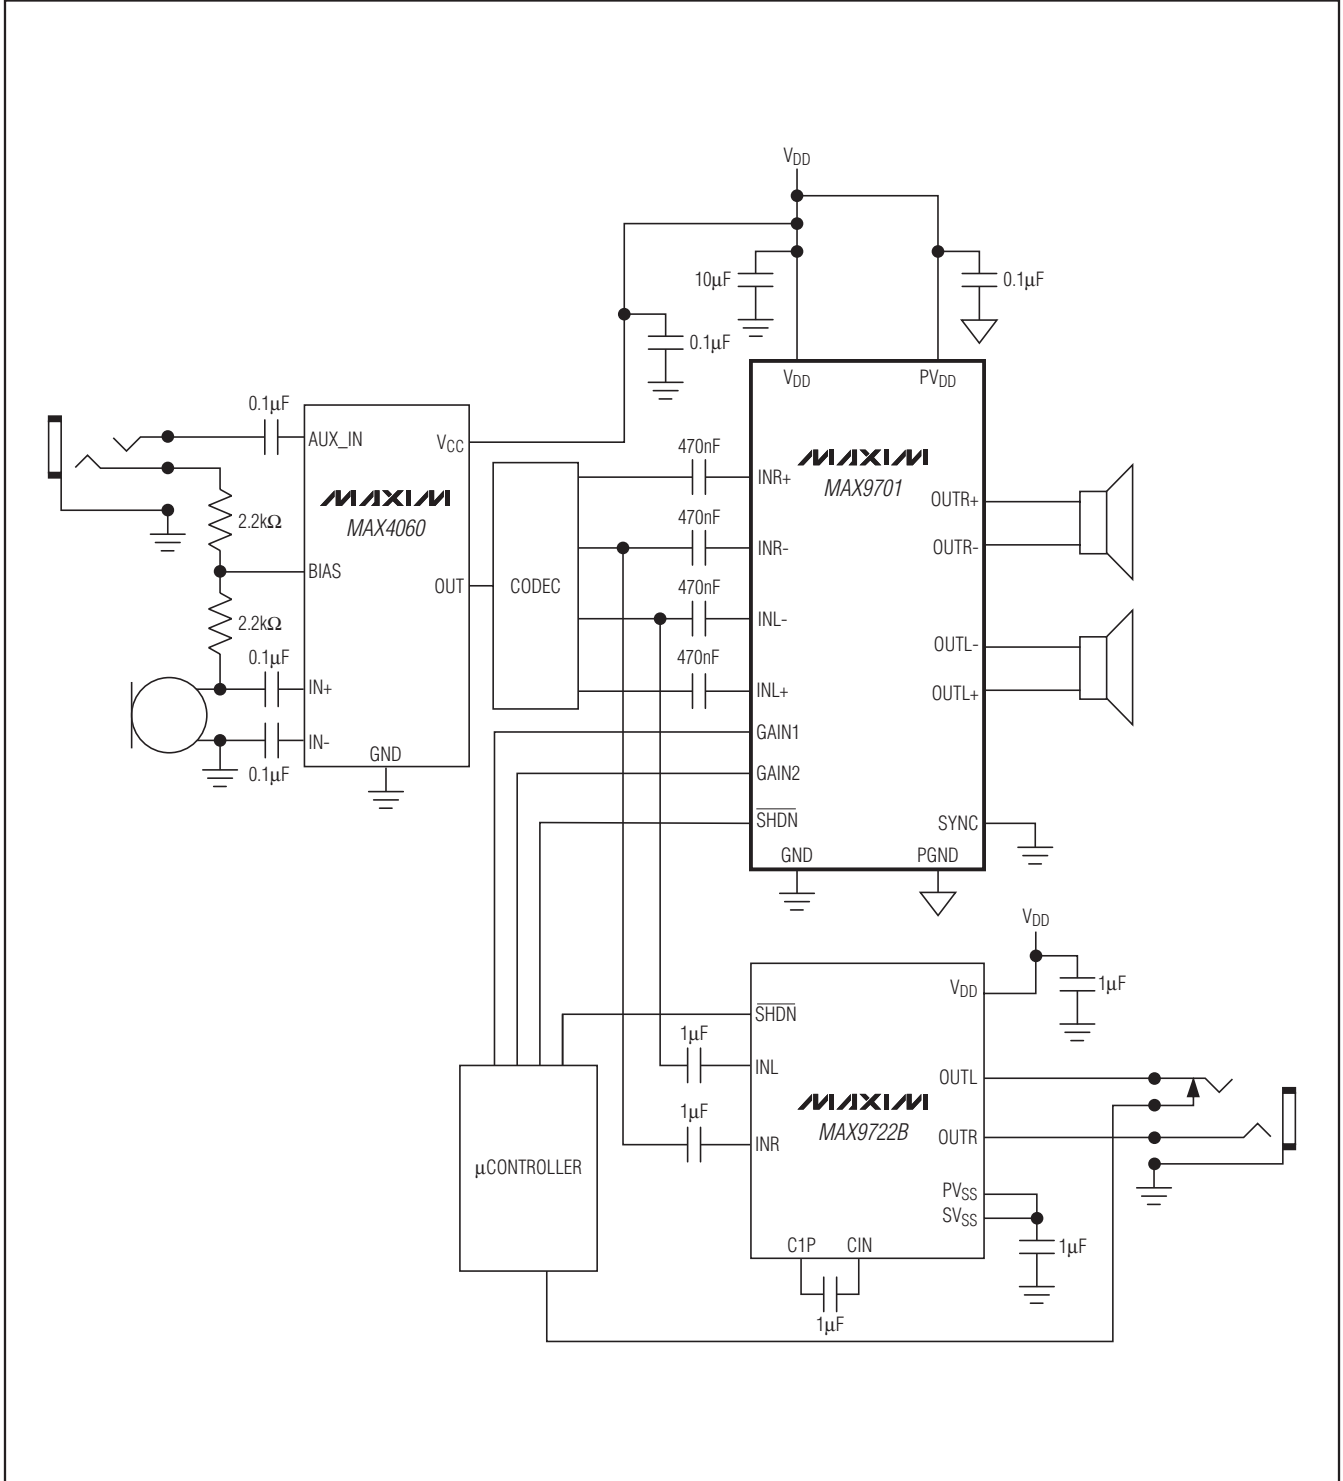 VDD
10µF
0.1µF
0.1µF
VDD
PVDD
0.1µF
AUX_IN
VCC
470nF
INR+
MAXIM
MAX9701
MAXIM
MAX4060
OUTR+
470nF
2.2kΩ
INR-
OUTR-
BIAS
OUT
CODEC
470nF
INL-
2.2kΩ
OUTL-
0.1µF
470nF
IN+
INL+
OUTL+
GAIN1
IN-
GND
0.1µF
GAIN2
SHDN
SYNC
GND
PGND
VDD
VDD
1µF
SHDN
1µF
INL
OUTL
MAXIM
MAX9722B
1µF
INR
OUTR
µCONTROLLER
PVSS
SVSS
C1P
CIN
1µF
1µF